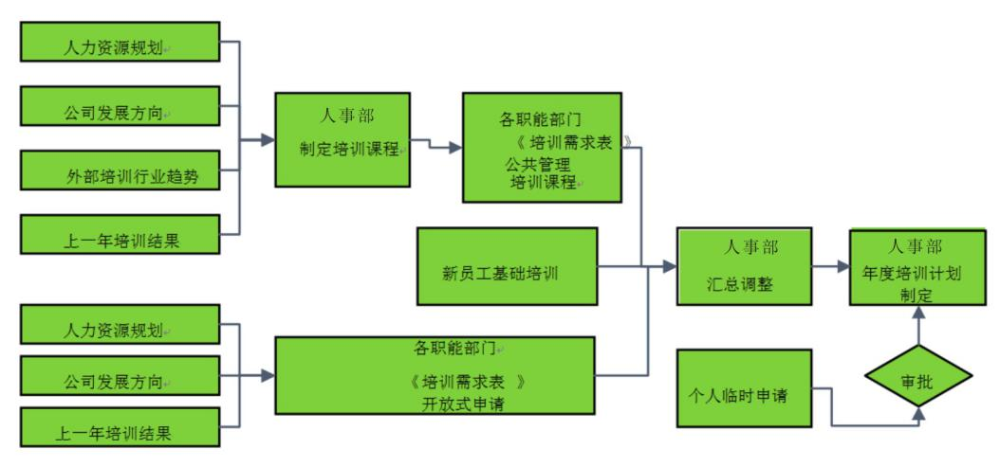 人力资源规划
公司发展方向
外部培训行业趋势
上一年培训结果
人事部
制定培训课程
各职能部门
《 培训需求表 》
公共管理
培训课程
新员工基础培训
人力资源规划
公司发展方向
上一年培训结果
各职能部门
《培训需求表 》
开放式申请
人事部
汇总调整
人事部
年度培训计划
制定
个人临时申请
审批